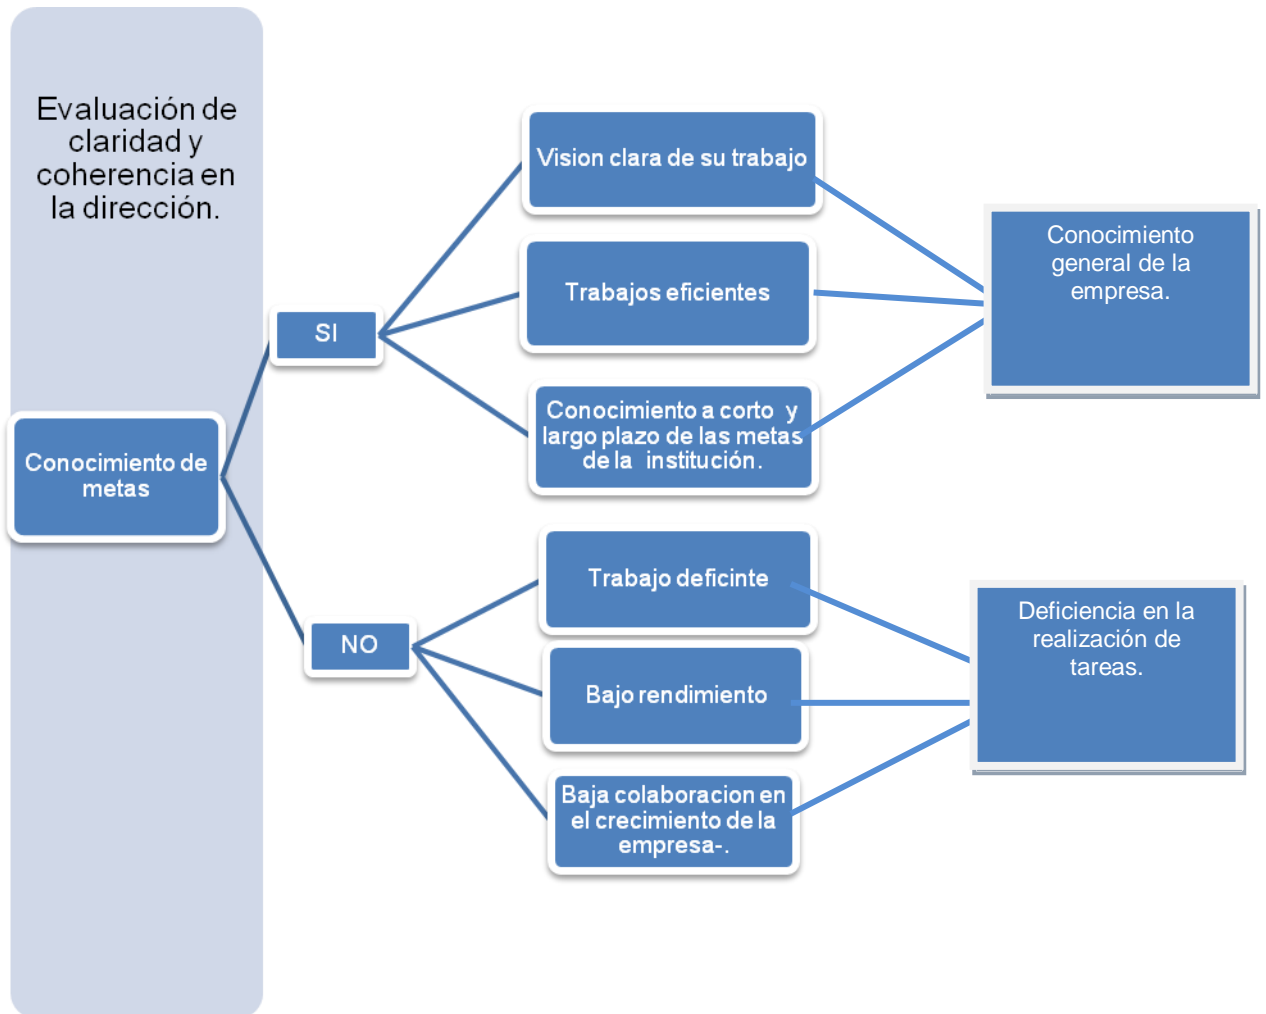 Evaluación de
claridad y
coherencia en
la dirección.
Conocimiento de
metas
SI
Vision clara de su trabajo
Trabajos eficientes
Conocimiento a corto y
largo plazo de las metas
de la institución.
Conocimiento
general de la
empresa.
NO
Trabajo deficinte
Bajo rendimiento
Baja colaboracion en
el crecimiento de la
empresa-.
Deficiencia en la
realización de
tareas.